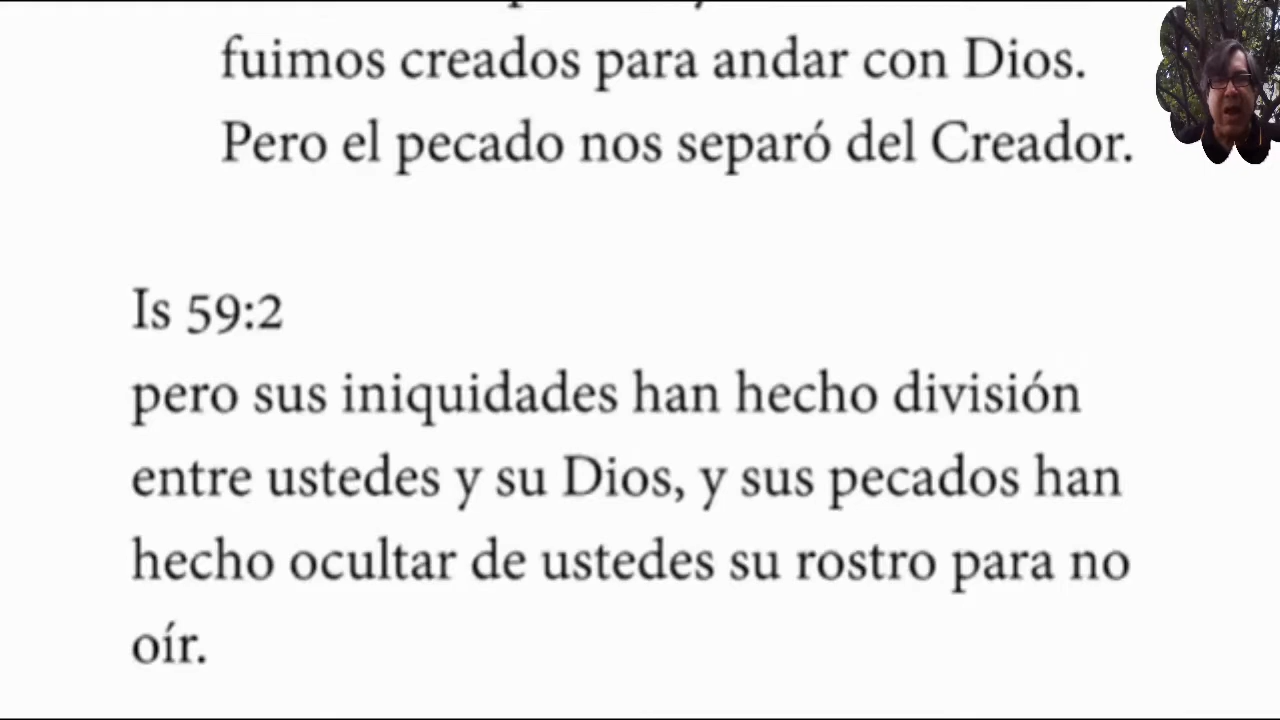 fuimos creados para andar con Dios.
Pero el pecado nos separó del Creador.
Is 59:2
pero sus iniquidades han hecho división
entre ustedes y su Dios, y sus pecados han
hecho ocultar de ustedes su rostro para no
oír.